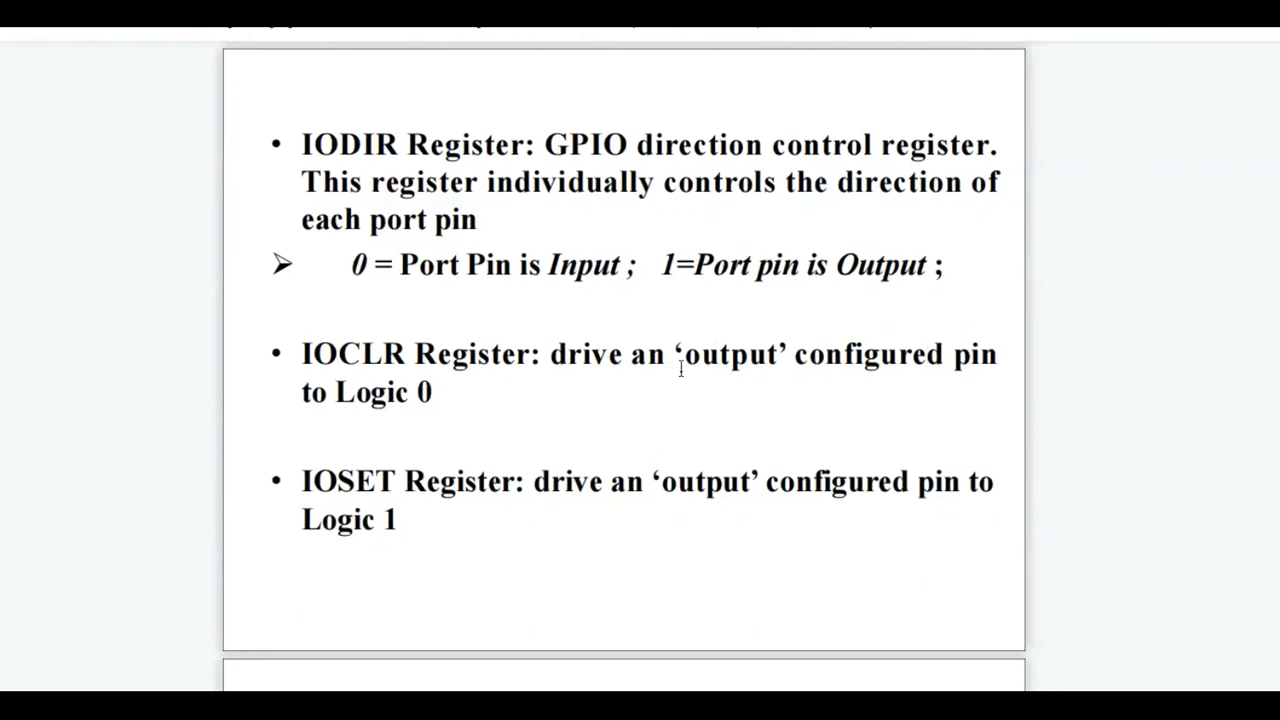 • IODIR Register: GPIO direction control register.
This register individually controls the direction of
each port pin
➢ 0 = Port Pin is Input ; 1=Port pin is Output ;
• IOCLR Register: drive an ‘output’ configured pin
to Logic 0
• IOSET Register: drive an ‘output’ configured pin to
Logic 1